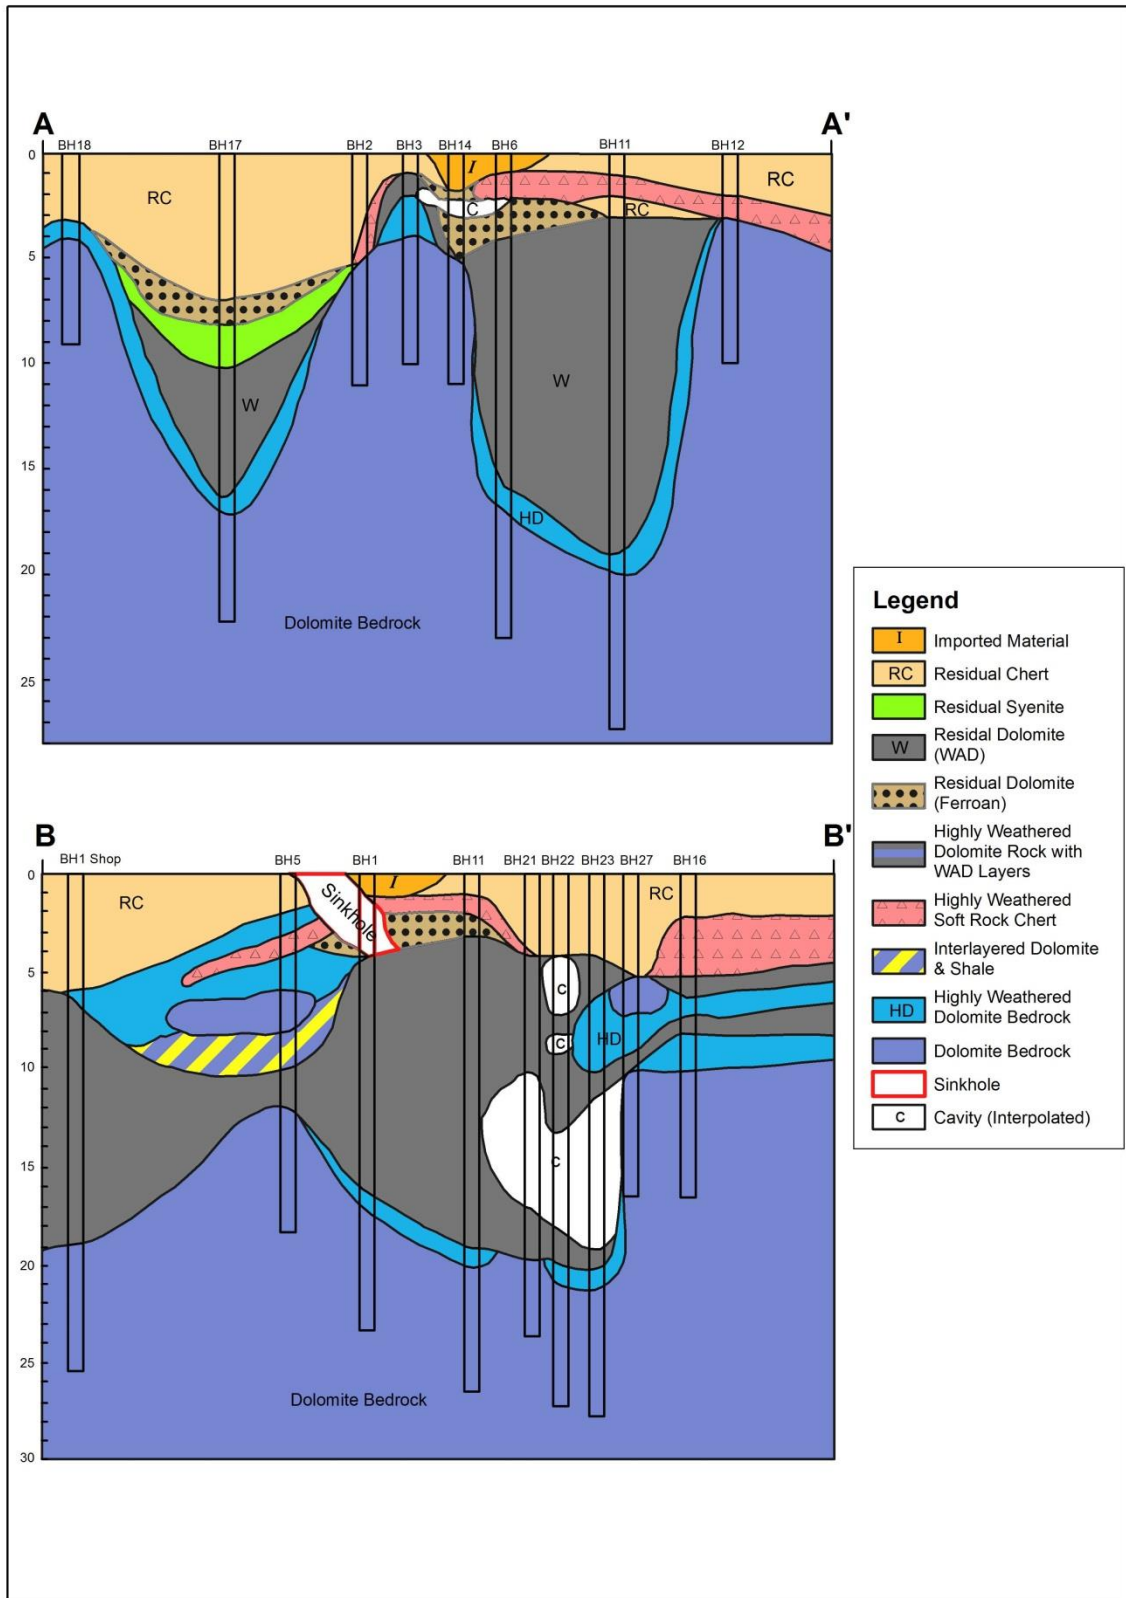 A
A'
BH18
BH17
BH2
BH3
BH14
BH6
BH11
BH12
0
5
10
15
20
25
RC
I
RC
C
RC
W
W
HD
Dolomite Bedrock
Legend
I Imported Material
RC Residual Chert
Residual Syenite
W Residal Dolomite
(WAD)
Residual Dolomite
(Ferroan)
Highly Weathered
Dolomite Rock with
WAD Layers
Highly Weathered
Soft Rock Chert
Interlayered Dolomite
& Shale
HD Highly Weathered
Dolomite Bedrock
Dolomite Bedrock
Sinkhole
C Cavity (Interpolated)
B
B'
BH1 Shop
BH5
BH1
BH11
BH21
BH22
BH23
BH27
BH16
0
5
10
15
20
25
30
RC
Sinkhole
I
RC
C
C
HD
C
Dolomite Bedrock